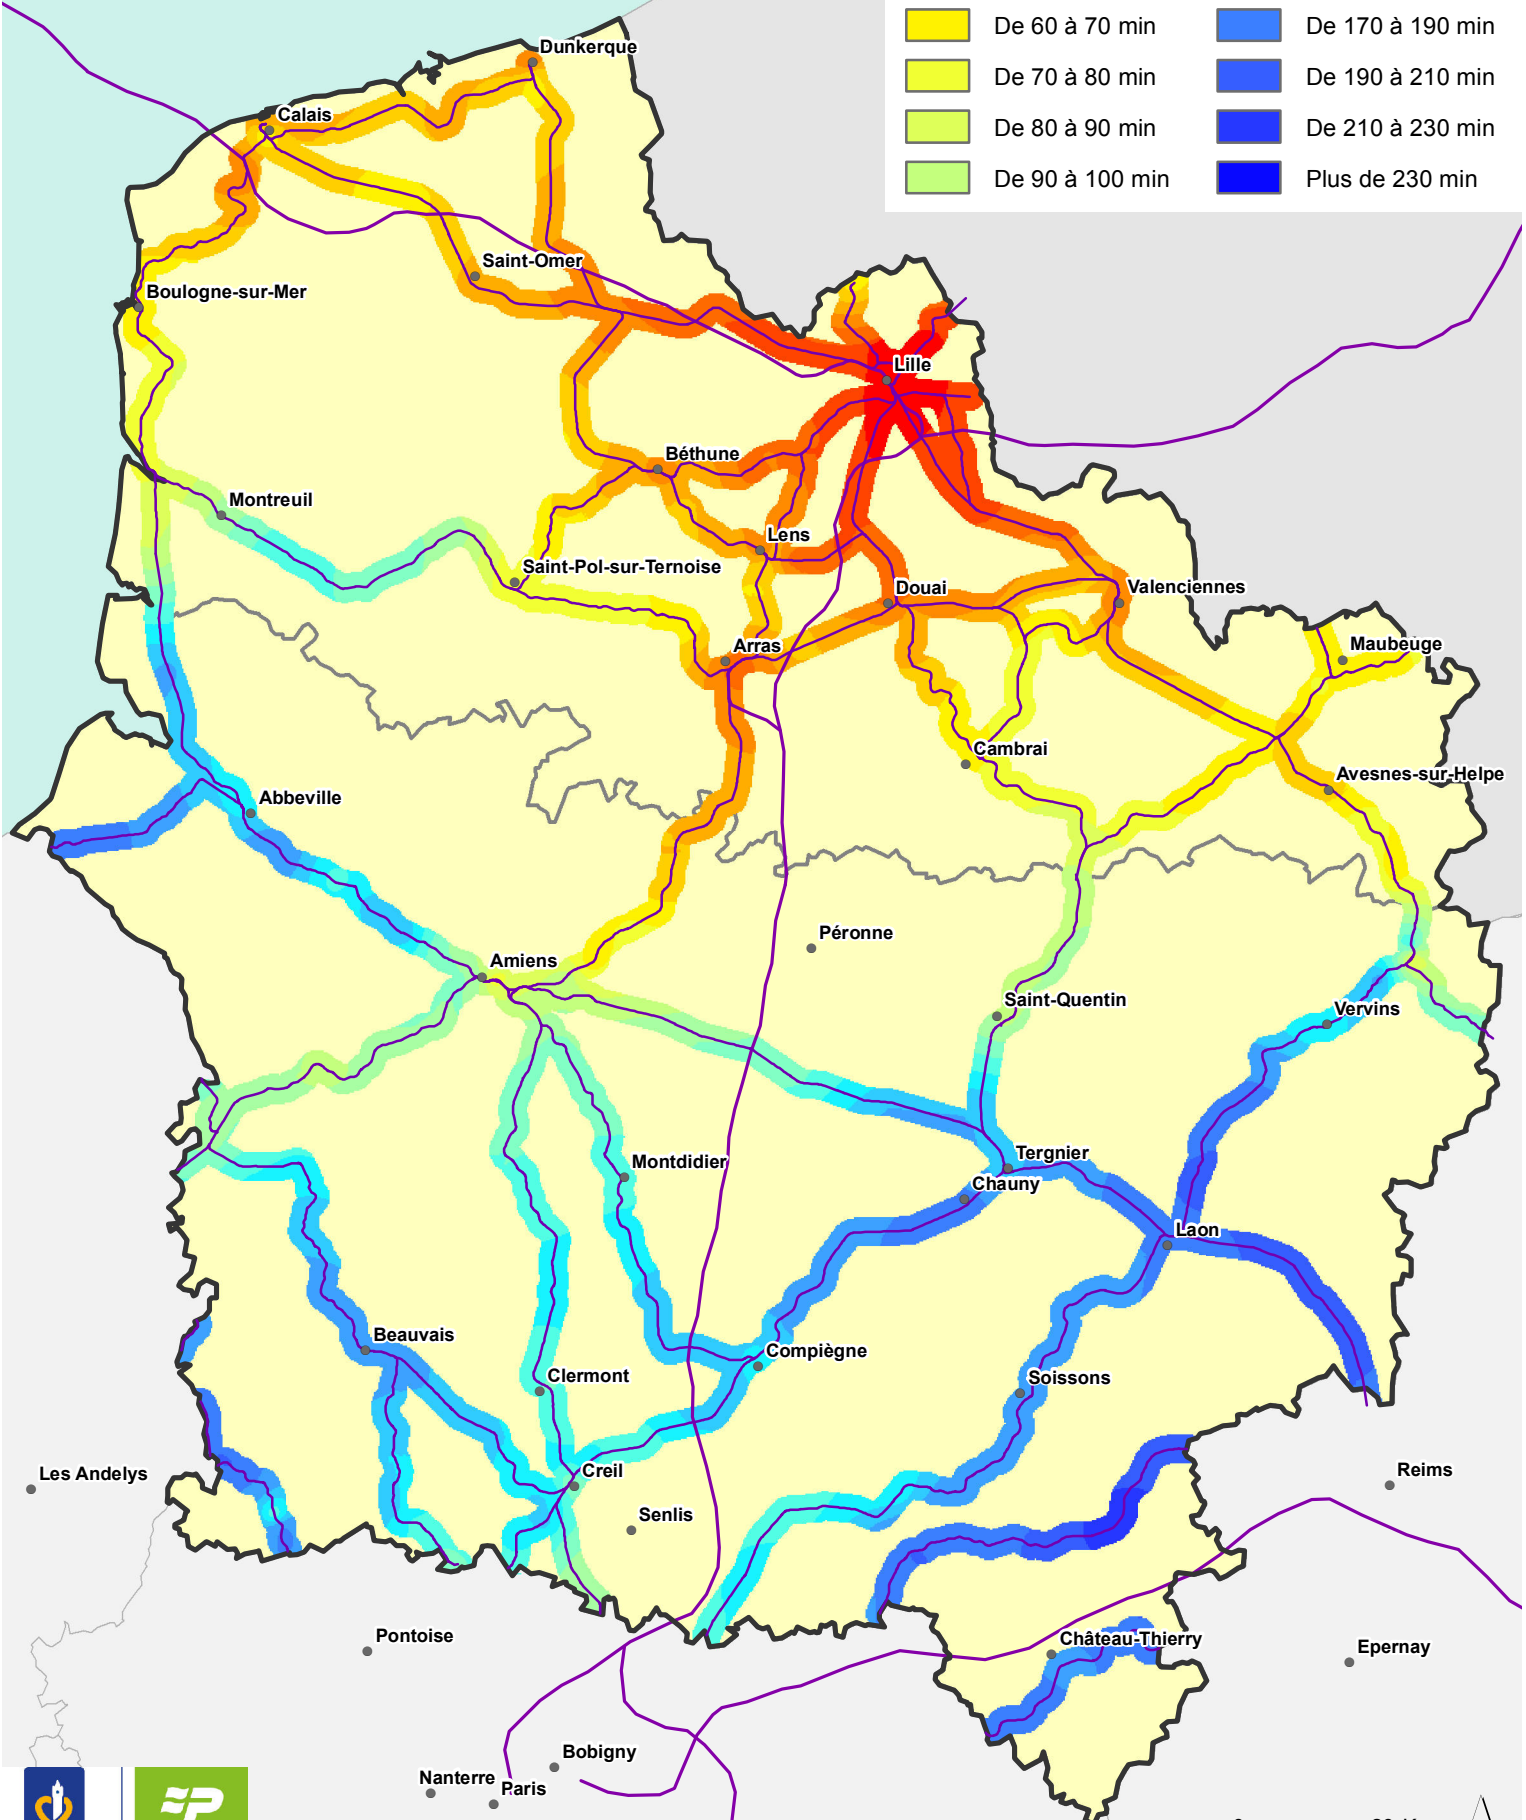 De 60 à 70 min
De 170 à 190 min
De 70 à 80 min
De 190 à 210 min
De 80 à 90 min
De 210 à 230 min
De 90 à 100 min
Plus de 230 min
Dunkerque
Calais
Saint-Omer
Boulogne-sur-Mer
Lille
Béthune
Montreuil
Lens
Saint-Pol-sur-Ternoise
Douai
Valenciennes
Arras
Maubeuge
Cambrai
Avesnes-sur-Helpe
Abbeville
Péronne
Amiens
Saint-Quentin
Vervins
Tergnier
Montdidier
Chauny
Laon
Beauvais
Compiègne
Clermont
Soissons
Creil
Les Andelys
Reims
Senlis
Pontoise
Château-Thierry
Epernay
Bobigny
Nanterre
Paris